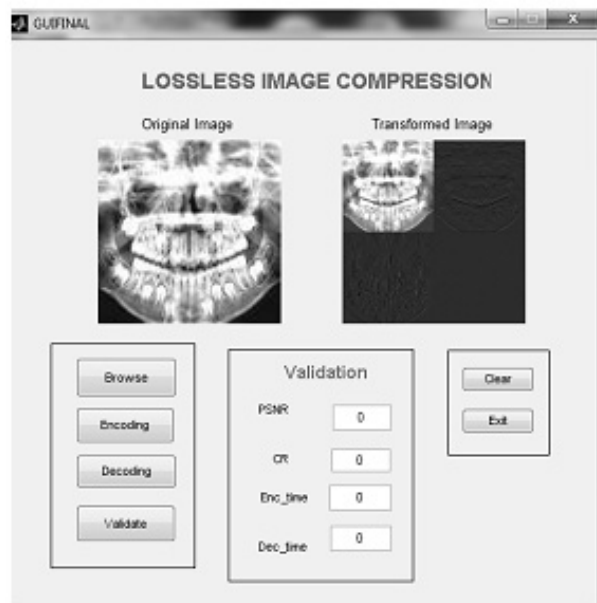 GUIFINAL
LOSSLESS IMAGE COMPRESSION
Original Image
Transformed Image
Browse
Encoding
Decoding
Validate
Validation
PSNR 0
CR 0
Enc_time 0
Dec_time 0
Clear
Exit